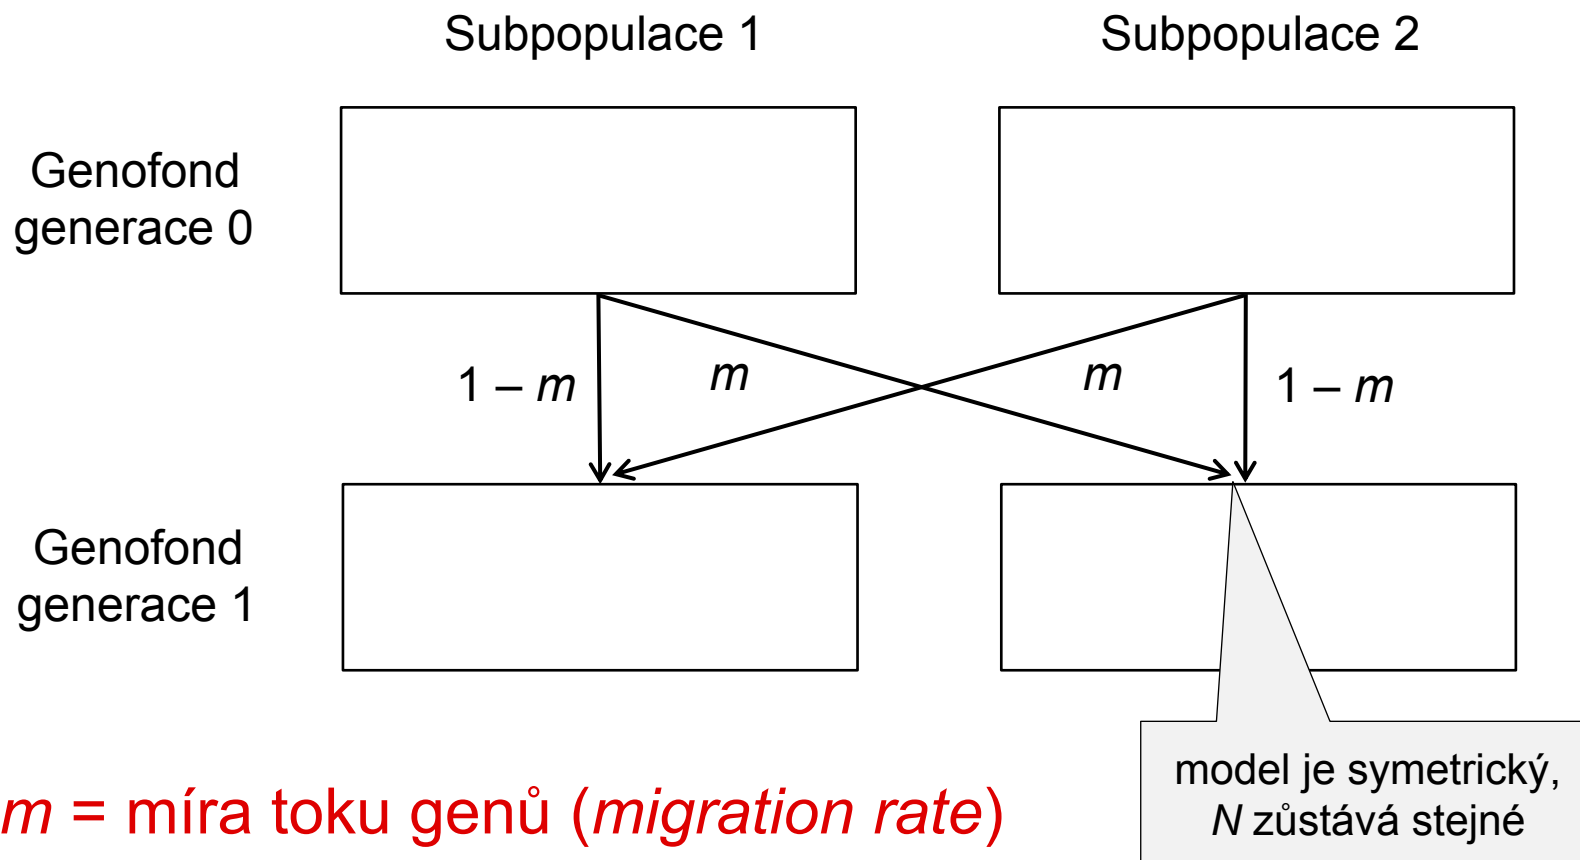 Subpopulace 1
Subpopulace 2
Genofond
generace 0
1 – m
m
m
1 – m
Genofond
generace 1
model je symetrický,
N zůstává stejné
m = míra toku genů (migration rate)